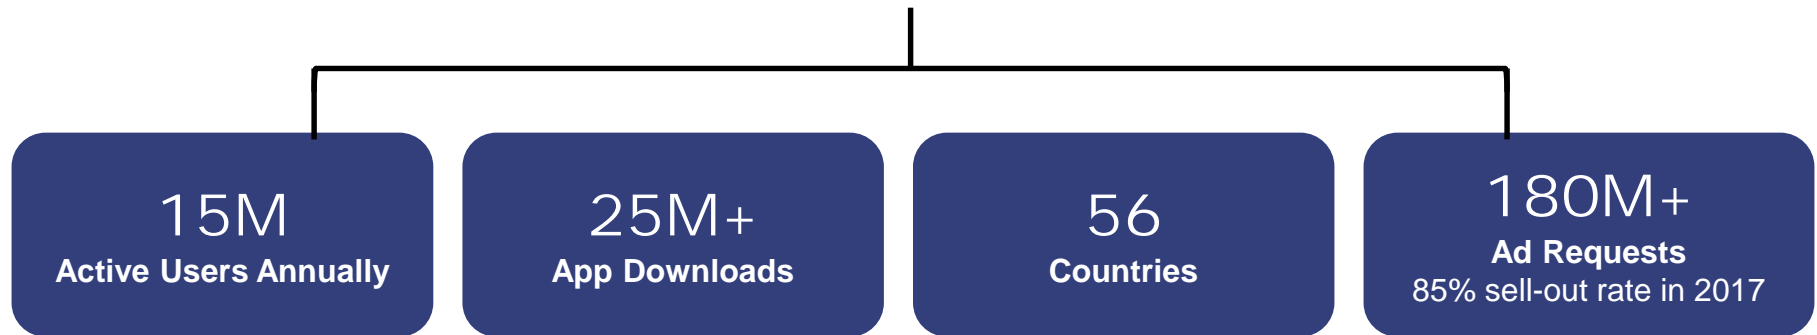 15M
Active Users Annually
25M+
App Downloads
56
Countries
180M+
Ad Requests
85% sell-out rate in 2017